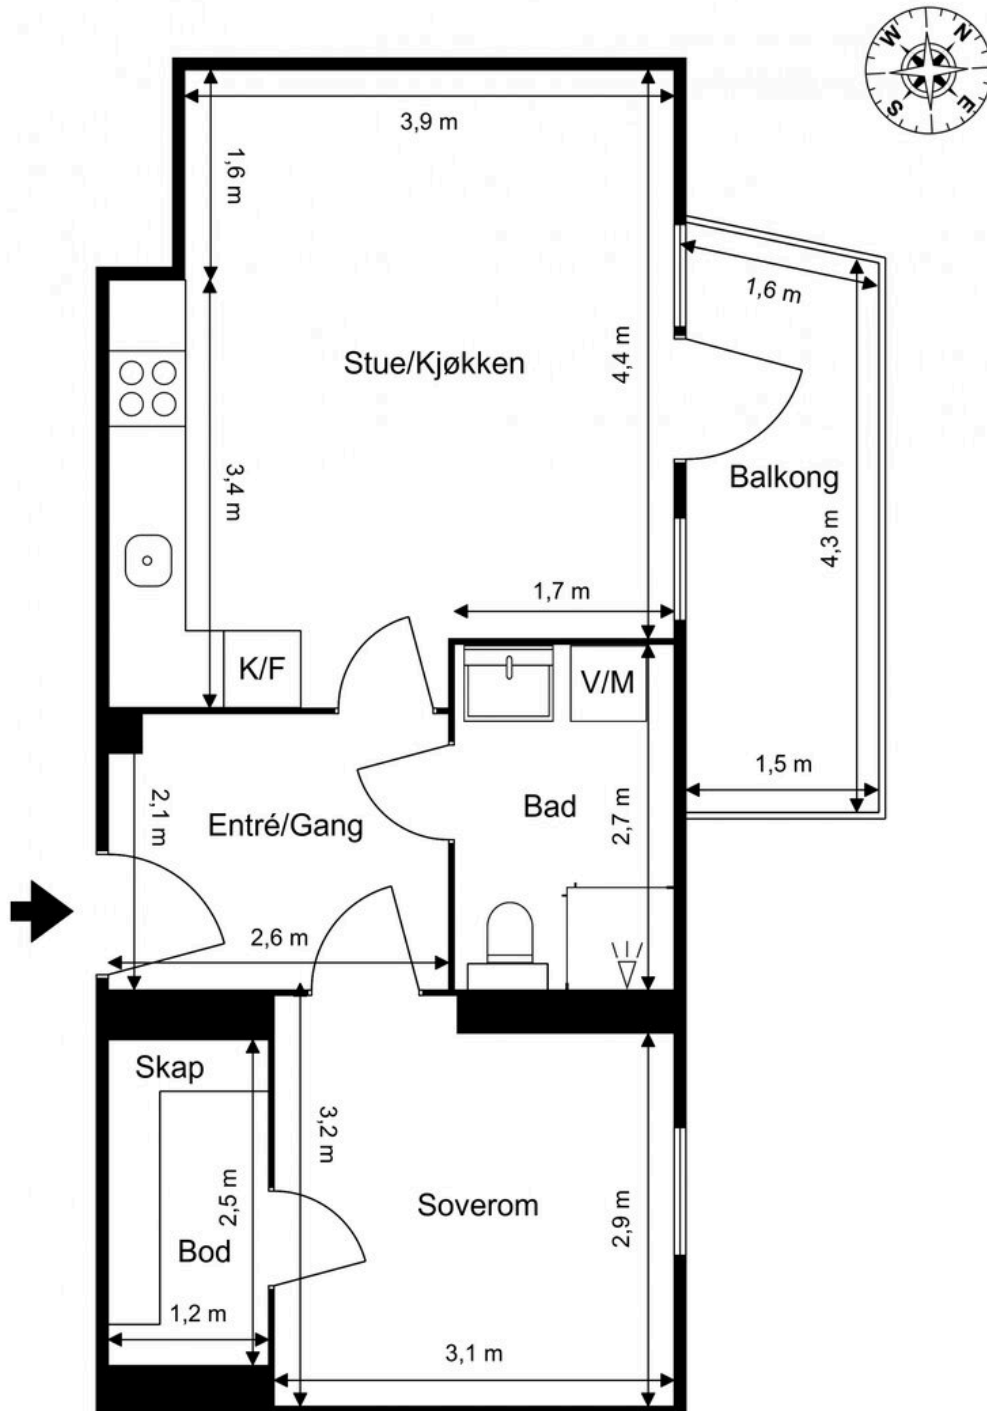 W
N
S
E
3,9 m
1,6 m
1,6 m
Stue/Kjøkken
4,4 m
3,4 m
Balkong
4,3 m
1,7 m
K/F
V/M
1,5 m
2,1 m
Entré/Gang
Bad
2,7 m
2,6 m
Skap
3,2 m
2,5 m
Soverom
2,9 m
Bod
1,2 m
3,1 m